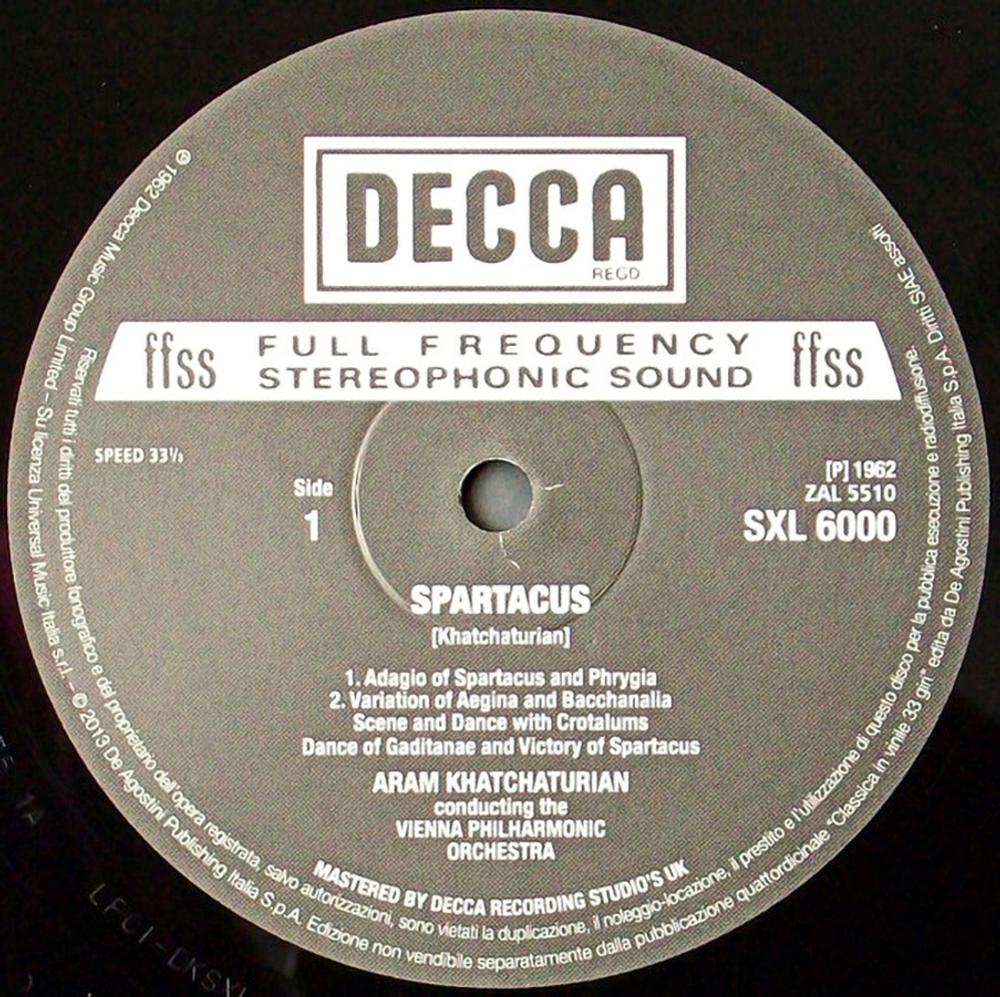 DECCA
REGD
ffss FULL FREQUENCY STEREOPHONIC SOUND ffss
SPEED 33⅓
Side
1
[P] 1962
ZAL 5510
SXL 6000
SPARTACUS
[Khatchaturian]
1. Adagio of Spartacus and Phrygia
2. Variation of Aegina and Bacchanalia
Scene and Dance with Crotalums
Dance of Gaditanae and Victory of Spartacus
ARAM KHATCHATURIAN
conducting the
VIENNA PHILHARMONIC
ORCHESTRA
MASTERED BY DECCA RECORDING STUDIO'S UK
℗ 1962 Decca Music Group Limited – Su licenza Universal Music Italia s.r.l. – © 2013 De Agostini Publishing Italia S.p.A. Edizione non vendibile separatamente dalla pubblicazione quattordicinale "Classica in vinile 33 giri" edita da De Agostini Publishing Italia S.p.A. Diritti SIAE assolti
Riservati tutti i diritti del produttore fonografico e del proprietario dell'opera registrata, salvo autorizzazioni, sono vietati la duplicazione, il noleggio-locazione, il prestito e l'utilizzazione di questo disco per la pubblica esecuzione e radiodiffusione.